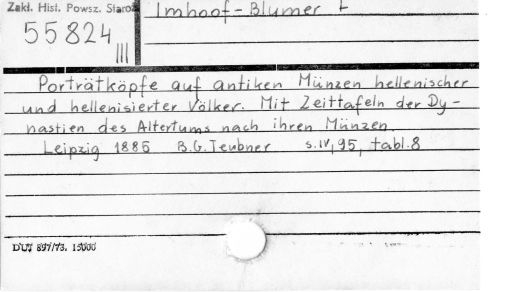 Zakł. Hist. Powsz. Staroż
Imhoof-Blumer F
55824
III
Porträtköpfe auf antiken Münzen hellenischer
und hellenisierter Völker. Mit Zeittafeln der Dy-
nastien des Altertums nach ihren Münzen.
Leipzig 1885 B.G. Teubner s.IV, 95, tabl. 8
DUJ 897/73. 15000